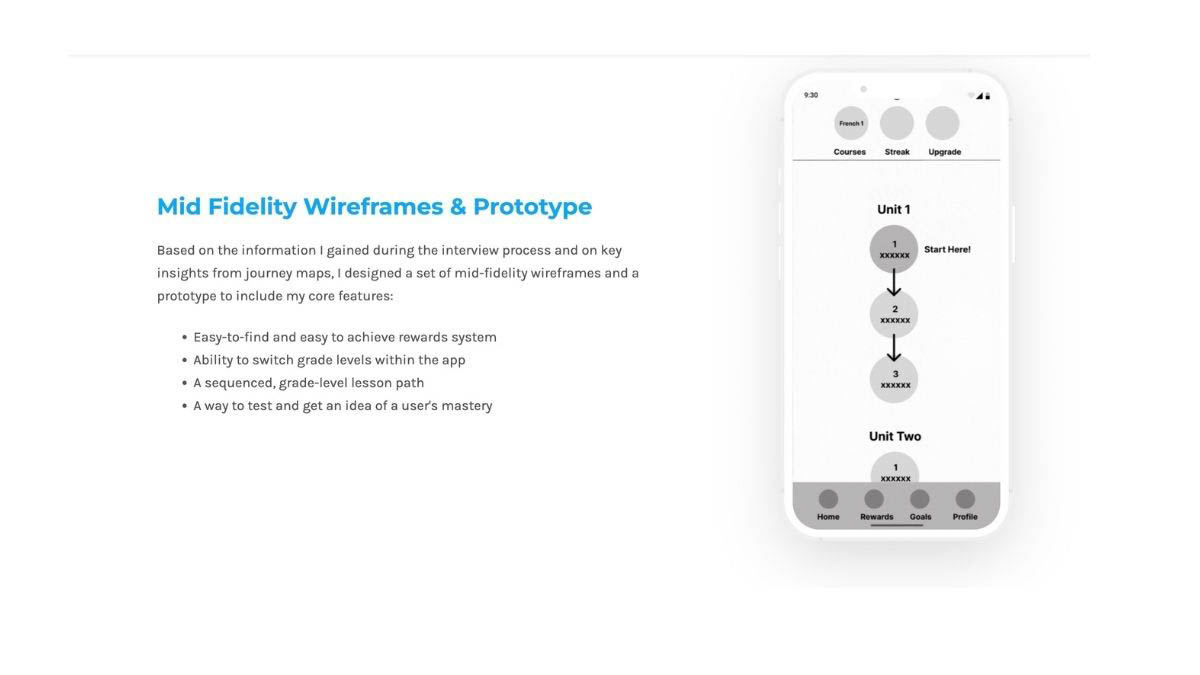 Mid Fidelity Wireframes & Prototype
Based on the information I gained during the interview process and on key
insights from journey maps, I designed a set of mid-fidelity wireframes and a
prototype to include my core features:
• Easy-to-find and easy to achieve rewards system
• Ability to switch grade levels within the app
• A sequenced, grade-level lesson path
• A way to test and get an idea of a user's mastery
9:30
French 1
Courses Streak Upgrade
Unit 1
1
xxxxxx
Start Here!
2
xxxxxx
3
xxxxxx
Unit Two
1
xxxxxx
Home Rewards Goals Profile